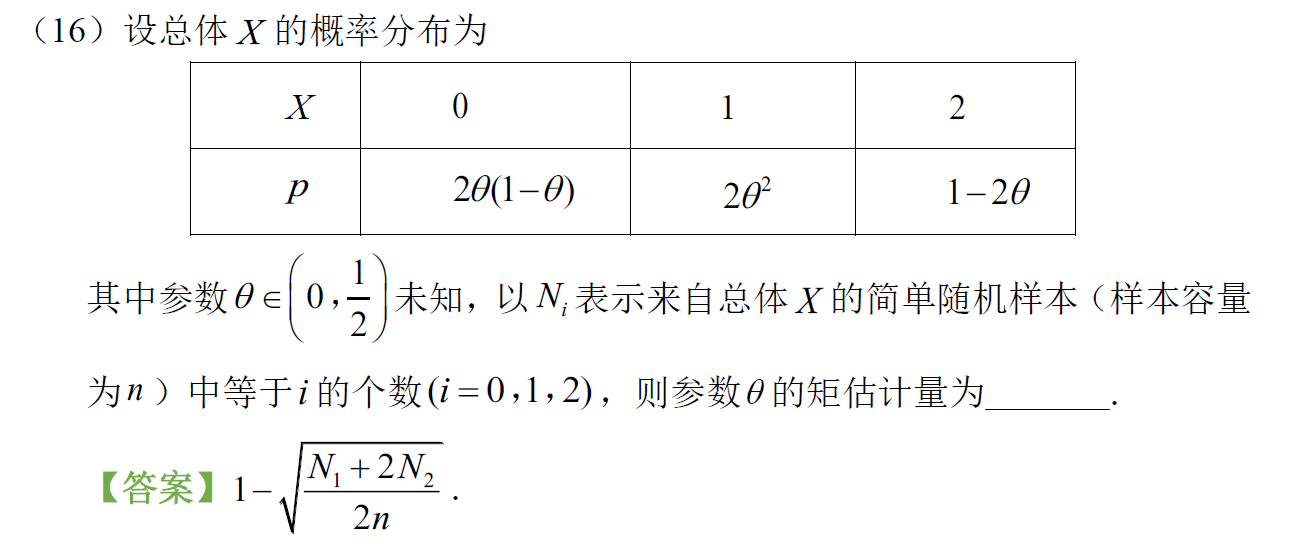 （16）设总体 X 的概率分布为
X 0 1 2
p 2θ(1−θ) 2θ² 1−2θ
其中参数 θ∈(0, 1/2) 未知，以 Nᵢ 表示来自总体 X 的简单随机样本（样本容量
为 n ）中等于 i 的个数(i=0,1,2)，则参数θ的矩估计量为_______.
【答案】1−√((N₁+2N₂)/(2n)) .